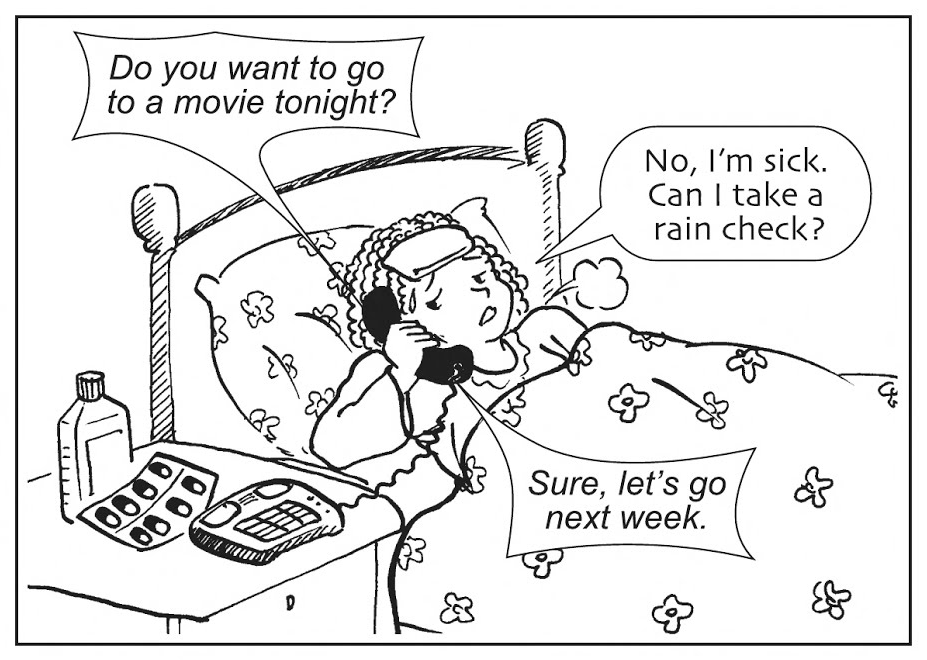 Do you want to go
to a movie tonight?
No, I'm sick.
Can I take a
rain check?
Sure, let's go
next week.